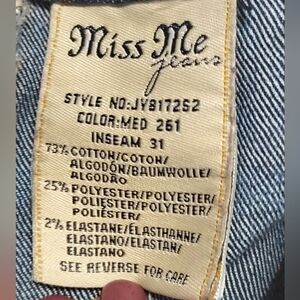 Miss Me
jeans
STYLE NO:JY9172S2
COLOR:MED 261
INSEAM 31
73% COTTON/COTON/
ALGODÓN/BAUMWOLLE/
ALGODÃO
25% POLYESTER/POLYESTER/
POLIÉSTER/POLYESTER/
POLIÉSTER/
2% ELASTANE/ÉLASTHANNE/
ELASTANO/ELASTAN/
ELASTANO
SEE REVERSE FOR CARE